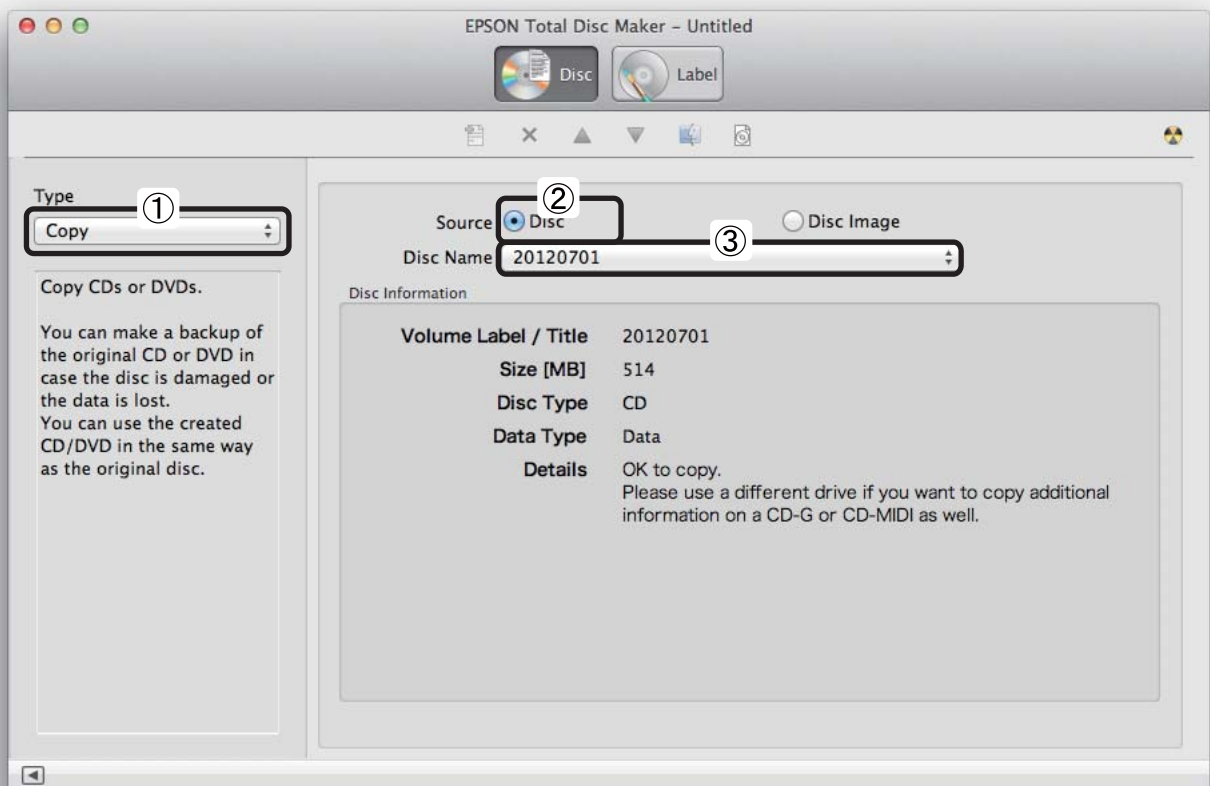 EPSON Total Disc Maker – Untitled
Disc
Label
Type
①
Copy
Copy CDs or DVDs.
You can make a backup of
the original CD or DVD in
case the disc is damaged or
the data is lost.
You can use the created
CD/DVD in the same way
as the original disc.
②
Source Disc Disc Image
③
Disc Name 20120701
Disc Information
Volume Label / Title 20120701
Size [MB] 514
Disc Type CD
Data Type Data
Details OK to copy.
Please use a different drive if you want to copy additional
information on a CD-G or CD-MIDI as well.